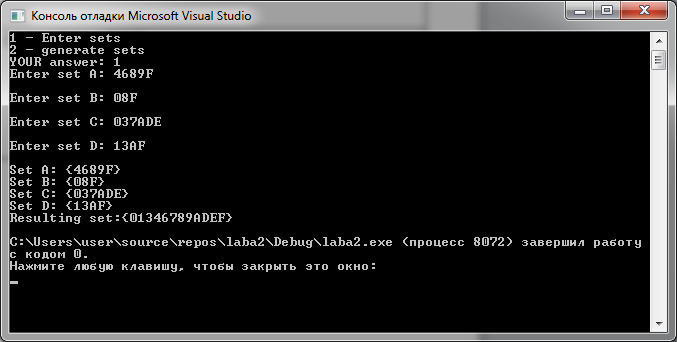 Консоль отладки Microsoft Visual Studio
1 - Enter sets
2 - generate sets
YOUR answer: 1
Enter set A: 4689F
Enter set B: 08F
Enter set C: 037ADE
Enter set D: 13AF
Set A: {4689F}
Set B: {08F}
Set C: {037ADE}
Set D: {13AF}
Resulting set:{01346789ADEF}
C:\Users\user\source\repos\laba2\Debug\laba2.exe (процесс 8072) завершил работу
с кодом 0.
Нажмите любую клавишу, чтобы закрыть это окно: